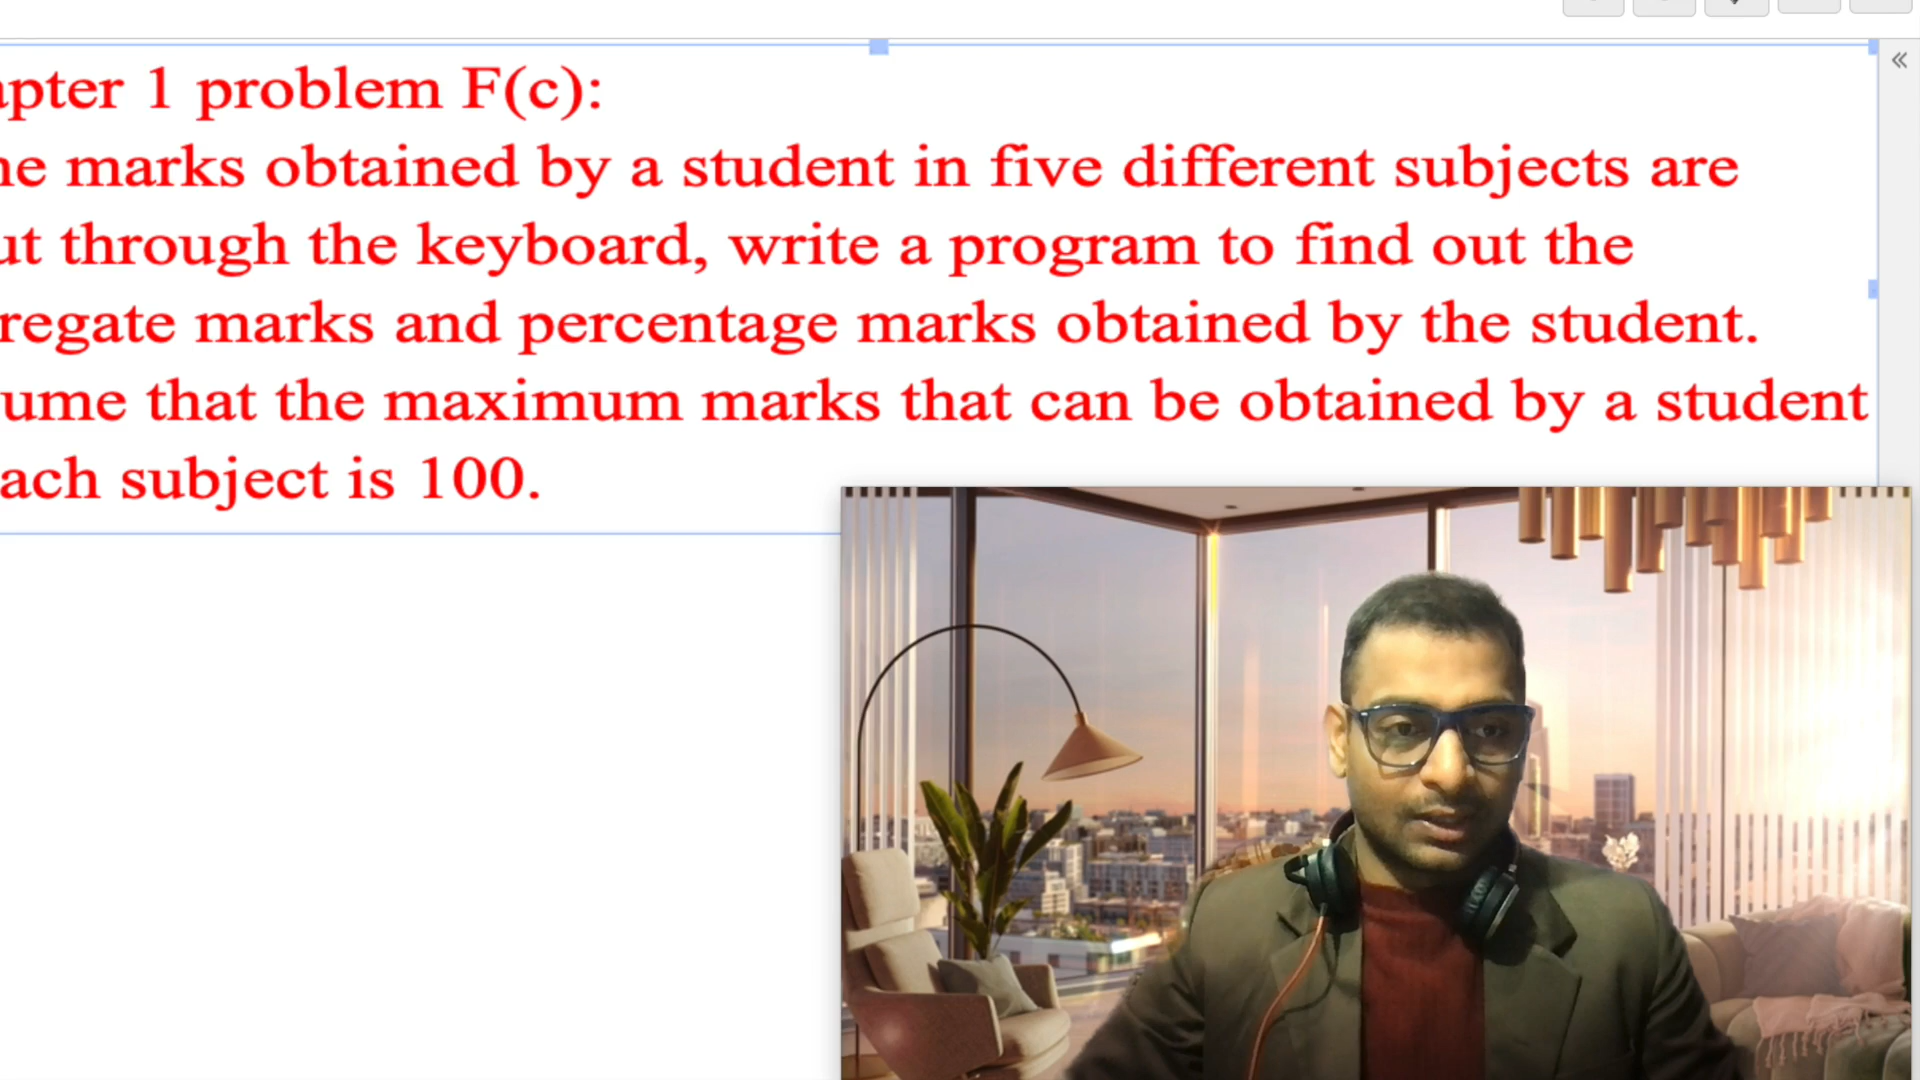 apter 1 problem F(c):
he marks obtained by a student in five different subjects are
ut through the keyboard, write a program to find out the
regate marks and percentage marks obtained by the student.
ume that the maximum marks that can be obtained by a student
ach subject is 100.